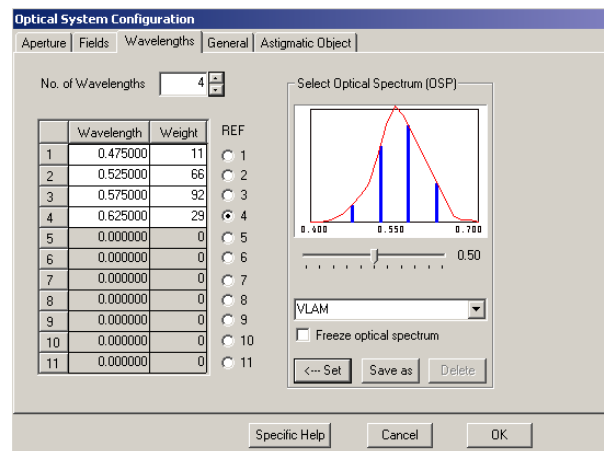 Optical System Configuration
Aperture Fields Wavelengths General Astigmatic Object
No. of Wavelengths 4
Select Optical Spectrum (OSP)
Wavelength Weight REF
1 0.475000 11 1
2 0.525000 66 2
3 0.575000 92 3
4 0.625000 29 4
5 0.000000 0 5
6 0.000000 0 6
7 0.000000 0 7
8 0.000000 0 8
9 0.000000 0 9
10 0.000000 0 10
11 0.000000 0 11
0.400 0.550 0.700
0.50
VLAM
Freeze optical spectrum
<--- Set Save as Delete
Specific Help Cancel OK